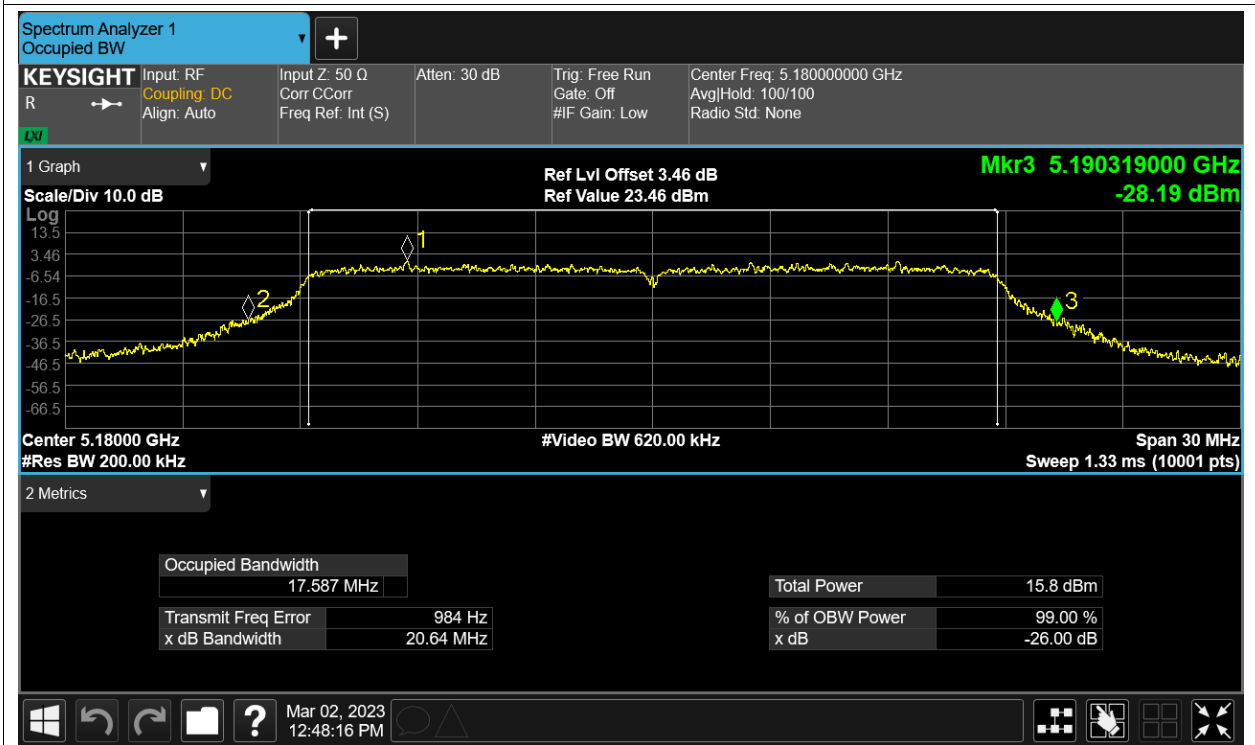 Spectrum Analyzer 1
Occupied BW
+
KEYSIGHT Input: RF Input Z: 50 Ω Atten: 30 dB Trig: Free Run Center Freq: 5.180000000 GHz
R Coupling: DC Corr CCorr Gate: Off Avg|Hold: 100/100
Align: Auto Freq Ref: Int (S) #IF Gain: Low Radio Std: None
LXI
1 Graph Ref Lvl Offset 3.46 dB Mkr3 5.190319000 GHz
Scale/Div 10.0 dB Ref Value 23.46 dBm -28.19 dBm
Log
13.5
1
3.46
-6.54
-16.5 2 3
-26.5
-36.5
-46.5
-56.5
-66.5
Center 5.18000 GHz #Video BW 620.00 kHz Span 30 MHz
#Res BW 200.00 kHz Sweep 1.33 ms (10001 pts)
2 Metrics
Occupied Bandwidth
17.587 MHz Total Power 15.8 dBm
Transmit Freq Error 984 Hz % of OBW Power 99.00 %
x dB Bandwidth 20.64 MHz x dB -26.00 dB
? Mar 02, 2023
12:48:16 PM